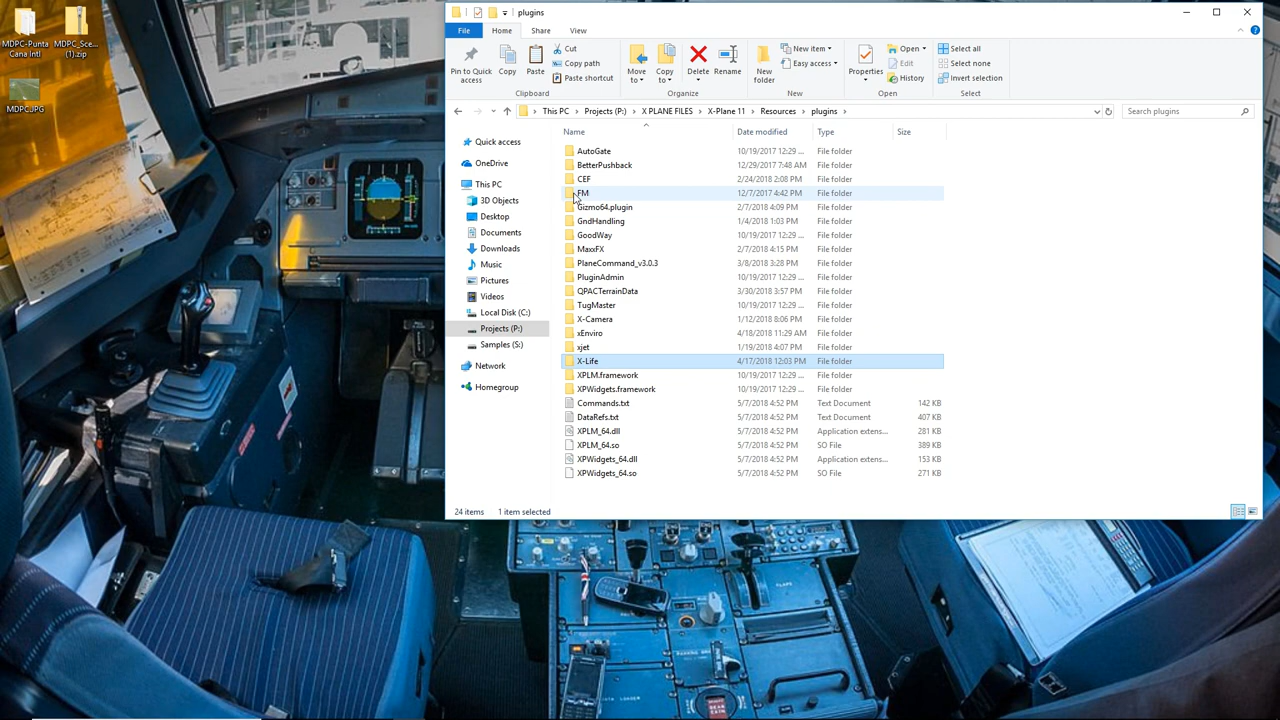 MDPC-Punta
Cana Intl
MDPC_Sce...
(1).zip
MDPC.JPG
plugins
File
Home
Share
View
Pin to Quick
access
Copy
Paste
Cut
Copy path
Paste shortcut
Clipboard
Move
to
Copy
to
Delete
Rename
Organize
New
folder
New item
Easy access
New
Properties
Open
Edit
History
Open
Select all
Select none
Invert selection
Select
This PC
Projects (P:)
X PLANE FILES
X-Plane 11
Resources
plugins
Search plugins
Name
Date modified
Type
Size
Quick access
OneDrive
This PC
3D Objects
Desktop
Documents
Downloads
Music
Pictures
Videos
Local Disk (C:)
Projects (P:)
Samples (S:)
Network
Homegroup
AutoGate 10/19/2017 12:29 ... File folder
BetterPushback 12/29/2017 7:48 AM File folder
CEF 2/24/2018 2:08 PM File folder
FM 12/7/2017 4:42 PM File folder
Gizmo64.plugin 2/7/2018 4:09 PM File folder
GndHandling 1/4/2018 1:03 PM File folder
GoodWay 10/19/2017 12:29 ... File folder
MaxxFX 2/7/2018 4:15 PM File folder
PlaneCommand_v3.0.3 3/8/2018 3:28 PM File folder
PluginAdmin 10/19/2017 12:29 ... File folder
QPACTerrainData 3/30/2018 3:57 PM File folder
TugMaster 10/19/2017 12:29 ... File folder
X-Camera 1/12/2018 8:06 PM File folder
xEnviro 4/18/2018 11:29 AM File folder
xjet 1/19/2018 4:07 PM File folder
X-Life 4/17/2018 12:03 PM File folder
XPLM.framework 10/19/2017 12:29 ... File folder
XPWidgets.framework 10/19/2017 12:29 ... File folder
Commands.txt 5/7/2018 4:52 PM Text Document 142 KB
DataRefs.txt 5/7/2018 4:52 PM Text Document 407 KB
XPLM_64.dll 5/7/2018 4:52 PM Application extens... 281 KB
XPLM_64.so 5/7/2018 4:52 PM SO File 389 KB
XPWidgets_64.dll 5/7/2018 4:52 PM Application extens... 153 KB
XPWidgets_64.so 5/7/2018 4:52 PM SO File 271 KB
24 items
1 item selected